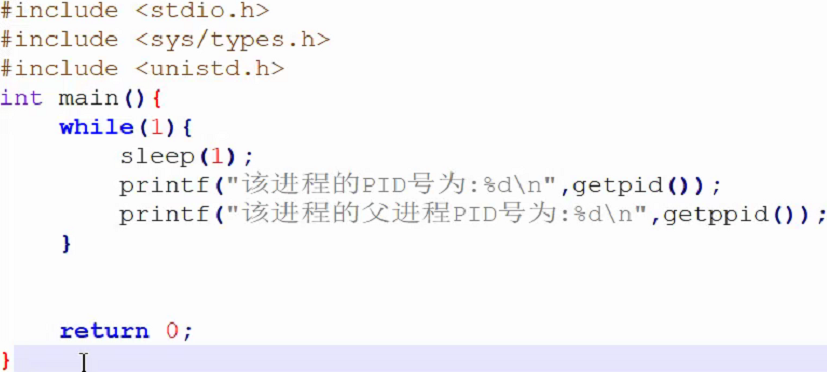 #include <stdio.h>
#include <sys/types.h>
#include <unistd.h>
int main(){
    while(1){
        sleep(1);
        printf("该进程的PID号为:%d\n",getpid());
        printf("该进程的父进程PID号为:%d\n",getppid());
    }
    return 0;
}